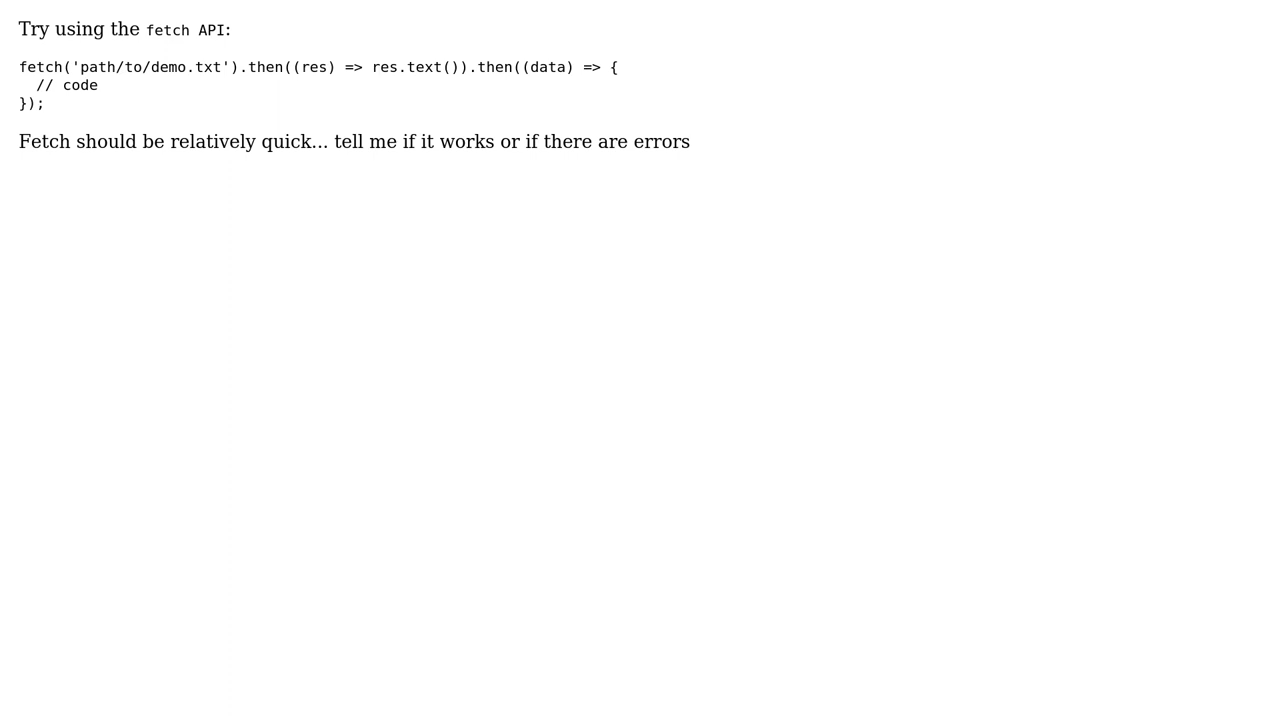 Try using the fetch API:
fetch('path/to/demo.txt').then((res) => res.text()).then((data) => {
  // code
});
Fetch should be relatively quick... tell me if it works or if there are errors